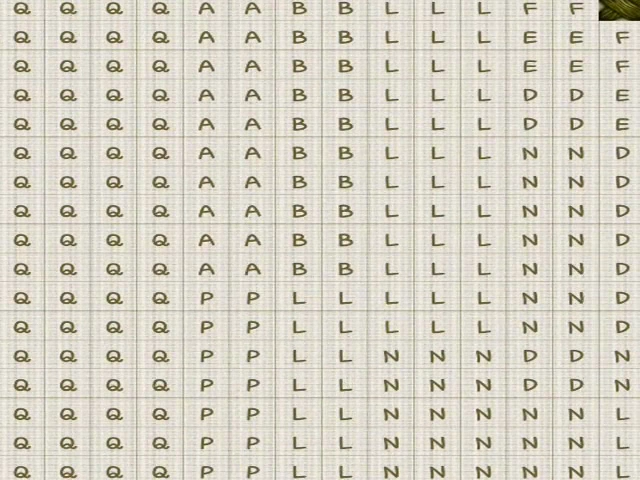 Q Q Q Q A A B B L L L F F
Q Q Q Q A A B B L L L E E F
Q Q Q Q A A B B L L L E E F
Q Q Q Q A A B B L L L D D E
Q Q Q Q A A B B L L L D D E
Q Q Q Q A A B B L L L N N D
Q Q Q Q A A B B L L L N N D
Q Q Q Q A A B B L L L N N D
Q Q Q Q A A B B L L L N N D
Q Q Q Q A A B B L L L N N D
Q Q Q Q P P L L L L L N N D
Q Q Q Q P P L L L L L N N D
Q Q Q Q P P L L N N N D D N
Q Q Q Q P P L L N N N D D N
Q Q Q Q P P L L N N N N N L
Q Q Q Q P P L L N N N N N L
Q Q Q Q P P L L N N N N N L